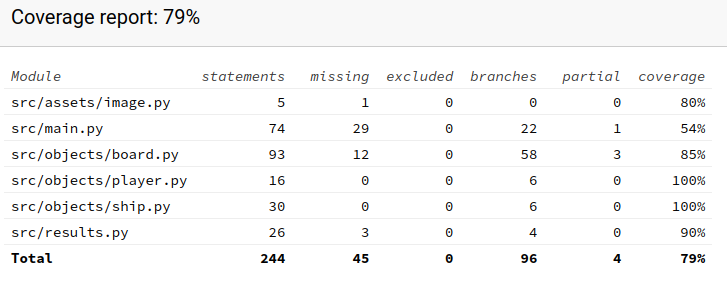 Coverage report: 79%
Module statements missing excluded branches partial coverage
src/assets/image.py 5 1 0 0 0 80%
src/main.py 74 29 0 22 1 54%
src/objects/board.py 93 12 0 58 3 85%
src/objects/player.py 16 0 0 6 0 100%
src/objects/ship.py 30 0 0 6 0 100%
src/results.py 26 3 0 4 0 90%
Total 244 45 0 96 4 79%